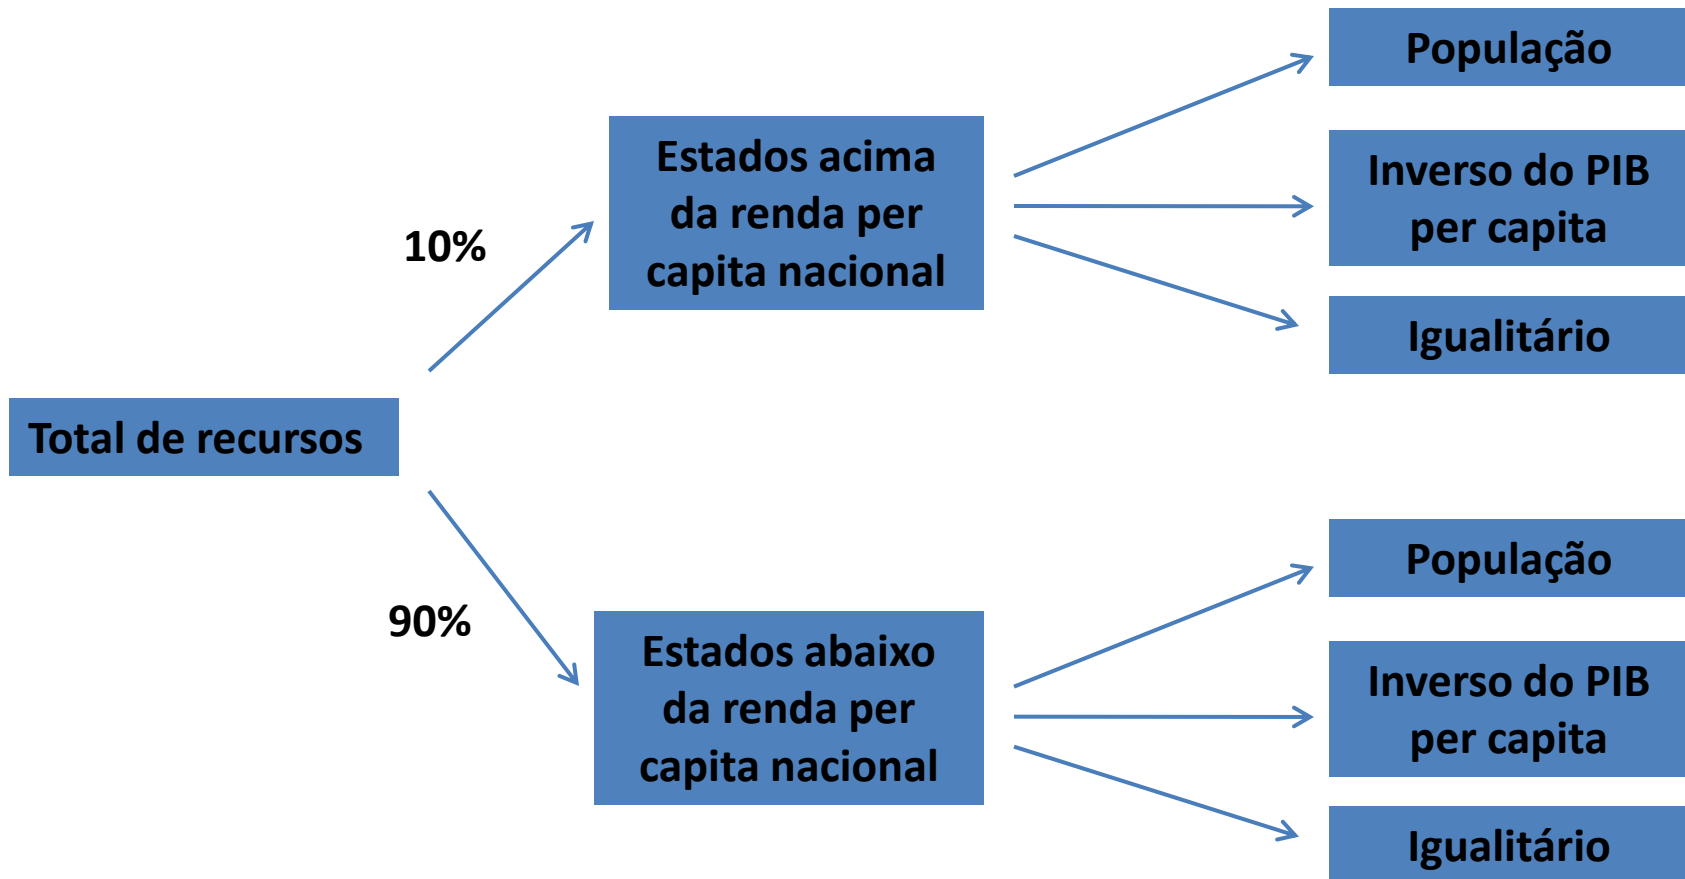 População
Estados acima
da renda per
capita nacional
Inverso do PIB
per capita
10%
Igualitário
Total de recursos
População
90%
Estados abaixo
da renda per
capita nacional
Inverso do PIB
per capita
Igualitário